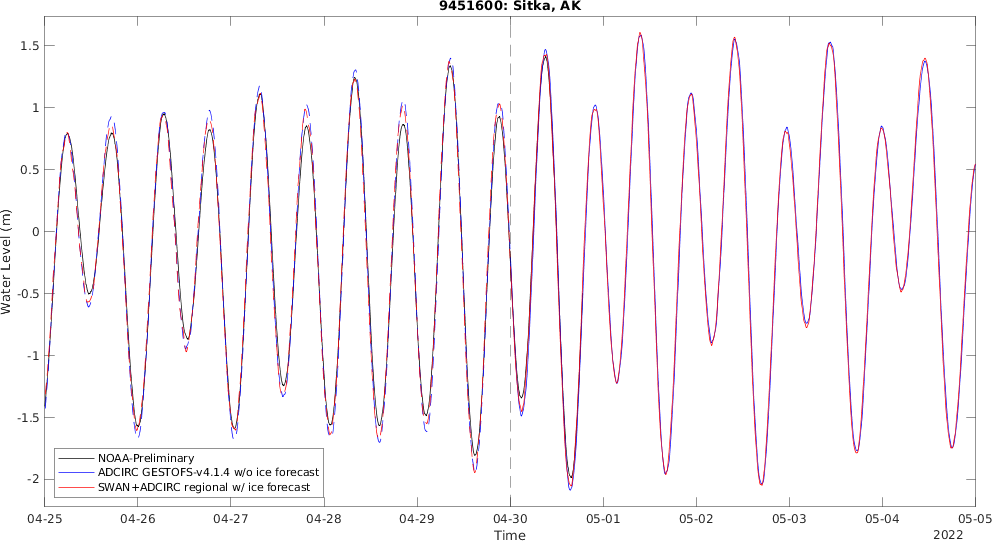 9451600: Sitka, AK
Water Level (m)
1.5
1
0.5
0
-0.5
-1
-1.5
-2
NOAA-Preliminary
ADCIRC GESTOFS-v4.1.4 w/o ice forecast
SWAN+ADCIRC regional w/ ice forecast
04-25 04-26 04-27 04-28 04-29 04-30 05-01 05-02 05-03 05-04 05-05
Time
2022